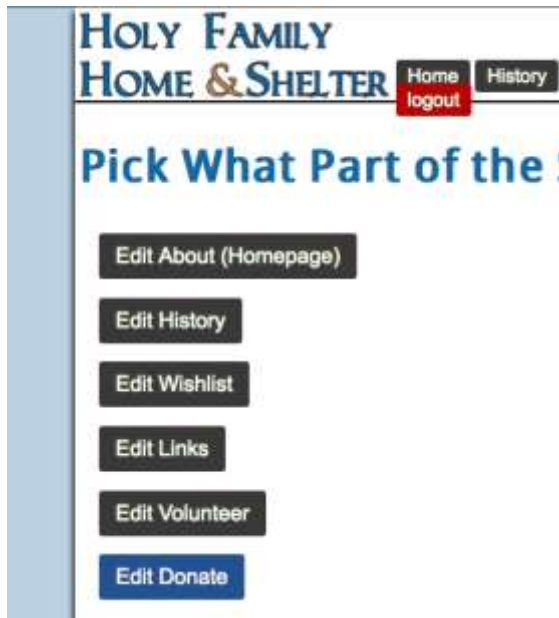 HOLY FAMILY
HOME & SHELTER Home History
logout
Pick What Part of the
Edit About (Homepage)
Edit History
Edit Wishlist
Edit Links
Edit Volunteer
Edit Donate